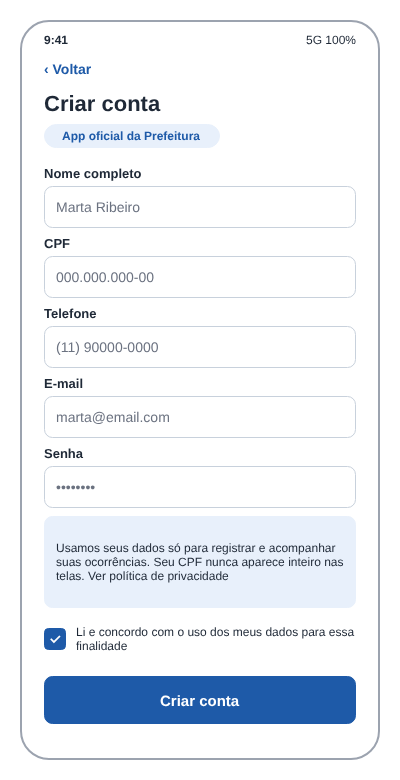 9:41
5G 100%
‹ Voltar
Criar conta
App oficial da Prefeitura
Nome completo
Marta Ribeiro
CPF
000.000.000-00
Telefone
(11) 90000-0000
E-mail
marta@email.com
Senha
••••••••
Usamos seus dados só para registrar e acompanhar
suas ocorrências. Seu CPF nunca aparece inteiro nas
telas. Ver política de privacidade
Li e concordo com o uso dos meus dados para essa
finalidade
Criar conta